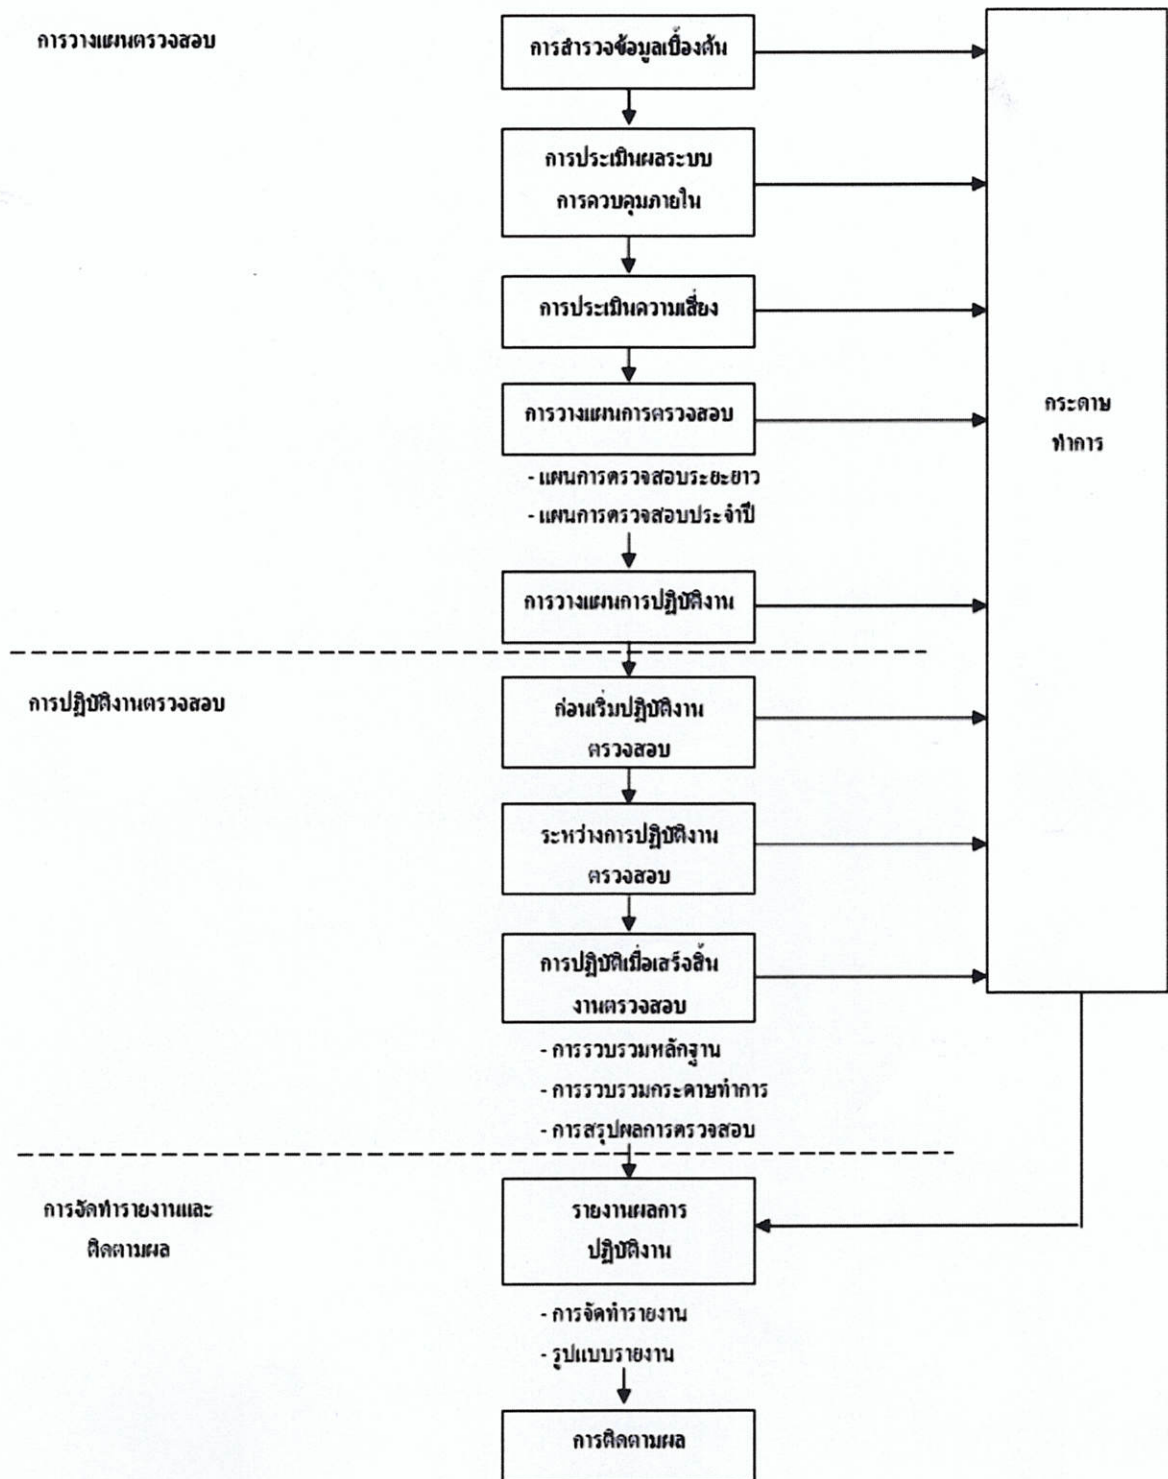 การวางแผนตรวจสอบ
การสำรวจข้อมูลเบื้องต้น
การประเมินผลระบบ
การควบคุมภายใน
การประเมินความเสี่ยง
การวางแผนการตรวจสอบ
- แผนการตรวจสอบระยะยาว
- แผนการตรวจสอบประจำปี
การวางแผนการปฏิบัติงาน
กระดาษ
ทำการ
การปฏิบัติงานตรวจสอบ
ก่อนเริ่มปฏิบัติงาน
ตรวจสอบ
ระหว่างการปฏิบัติงาน
ตรวจสอบ
การปฏิบัติเมื่อเสร็จสิ้น
งานตรวจสอบ
- การรวบรวมหลักฐาน
- การรวบรวมกระดาษทำการ
- การสรุปผลการตรวจสอบ
การจัดทำรายงานและ
ติดตามผล
รายงานผลการ
ปฏิบัติงาน
- การจัดทำรายงาน
- รูปแบบรายงาน
การติดตามผล